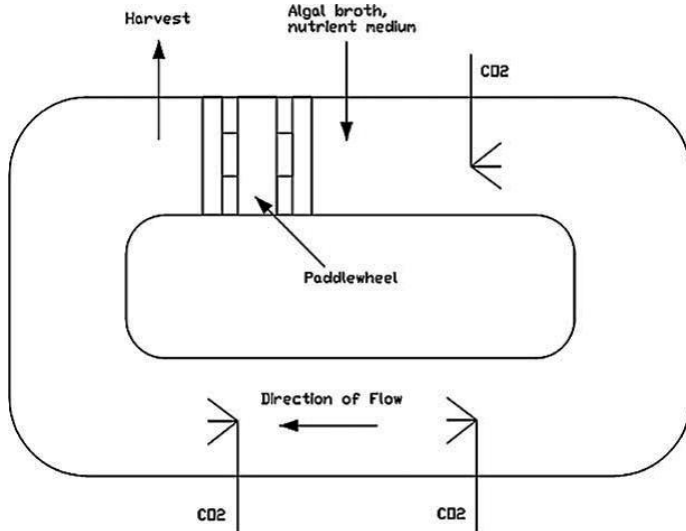 Harvest
Algal broth,
nutrient medium
CO2
Paddlewheel
Direction of Flow
CO2
CO2